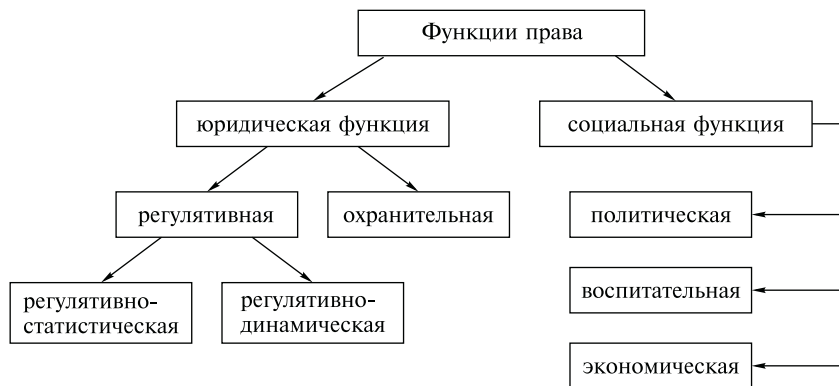 Функции права
юридическая функция
социальная функция
регулятивная
охранительная
политическая
регулятивно-
статистическая
регулятивно-
динамическая
воспитательная
экономическая